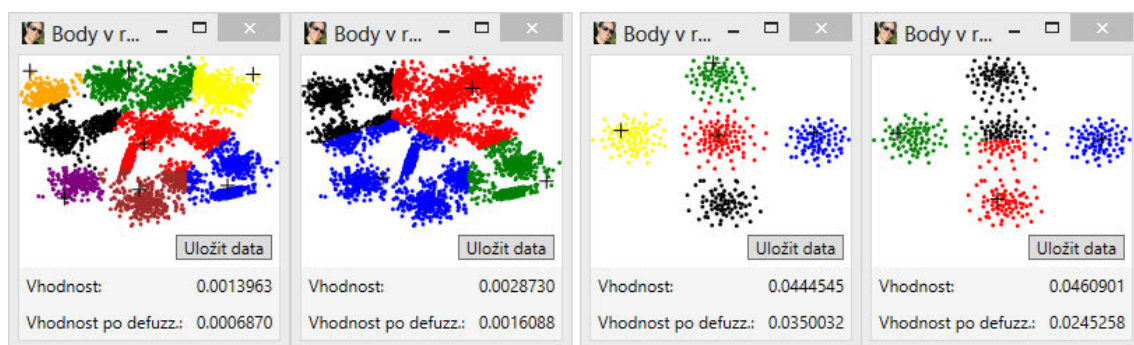 Body v r...
Uložit data
Vhodnost: 0.0013963
Vhodnost po defuzz.: 0.0006870
Body v r...
Uložit data
Vhodnost: 0.0028730
Vhodnost po defuzz.: 0.0016088
Body v r...
Uložit data
Vhodnost: 0.0444545
Vhodnost po defuzz.: 0.0350032
Body v r...
Uložit data
Vhodnost: 0.0460901
Vhodnost po defuzz.: 0.0245258